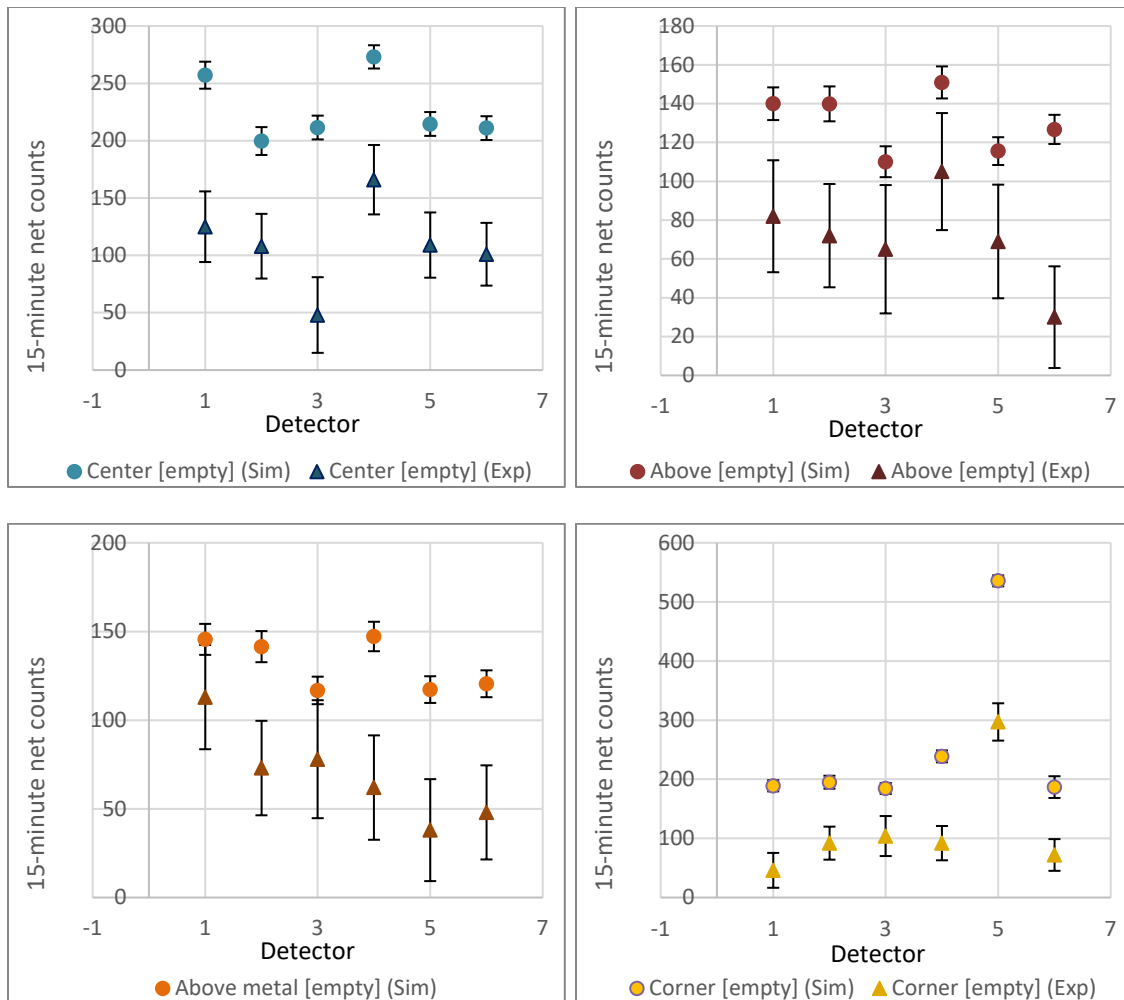 300
250
200
150
100
50
0
15-minute net counts
-1 1 3 5 7
Detector
Center [empty] (Sim) Center [empty] (Exp)
180
160
140
120
100
80
60
40
20
0
15-minute net counts
-1 1 3 5 7
Detector
Above [empty] (Sim) Above [empty] (Exp)
200
150
100
50
0
15-minute net counts
-1 1 3 5 7
Detector
Above metal [empty] (Sim)
600
500
400
300
200
100
0
15-minute net counts
-1 1 3 5 7
Detector
Corner [empty] (Sim) Corner [empty] (Exp)